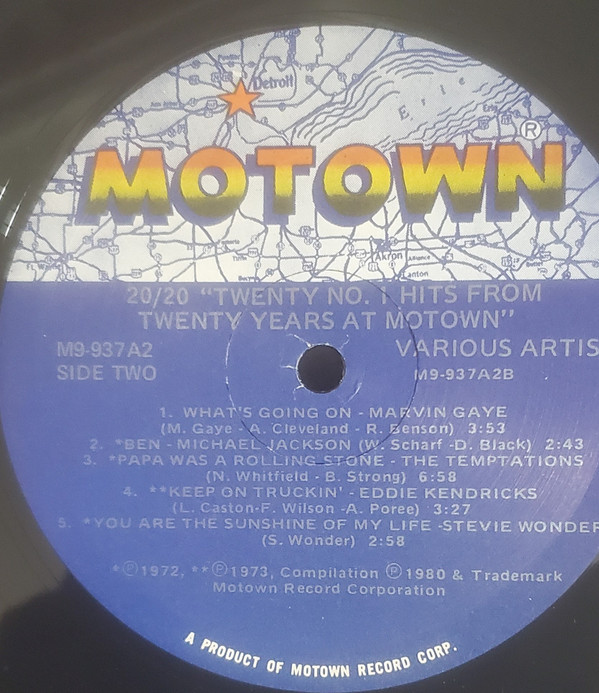 Detroit
Erie
®
MOTOWN
Akron
Canton
20/20 "TWENTY NO. 1 HITS FROM
TWENTY YEARS AT MOTOWN"
M9-937A2
VARIOUS ARTIS
SIDE TWO
M9-937A2B
1. WHAT'S GOING ON - MARVIN GAYE
(M. Gaye - A. Cleveland - R. Benson) 3:53
2. *BEN - MICHAEL JACKSON (W. Scharf -D. Black) 2:43
3. *PAPA WAS A ROLLING STONE - THE TEMPTATIONS
(N. Whitfield - B. Strong) 6:58
4. **KEEP ON TRUCKIN' - EDDIE KENDRICKS
(L. Caston-F. Wilson -A. Poree) 3:27
5. *YOU ARE THE SUNSHINE OF MY LIFE -STEVIE WONDER
(S. Wonder) 2:58
*℗1972, **℗1973, Compilation ℗1980 & Trademark
Motown Record Corporation
A PRODUCT OF MOTOWN RECORD CORP.